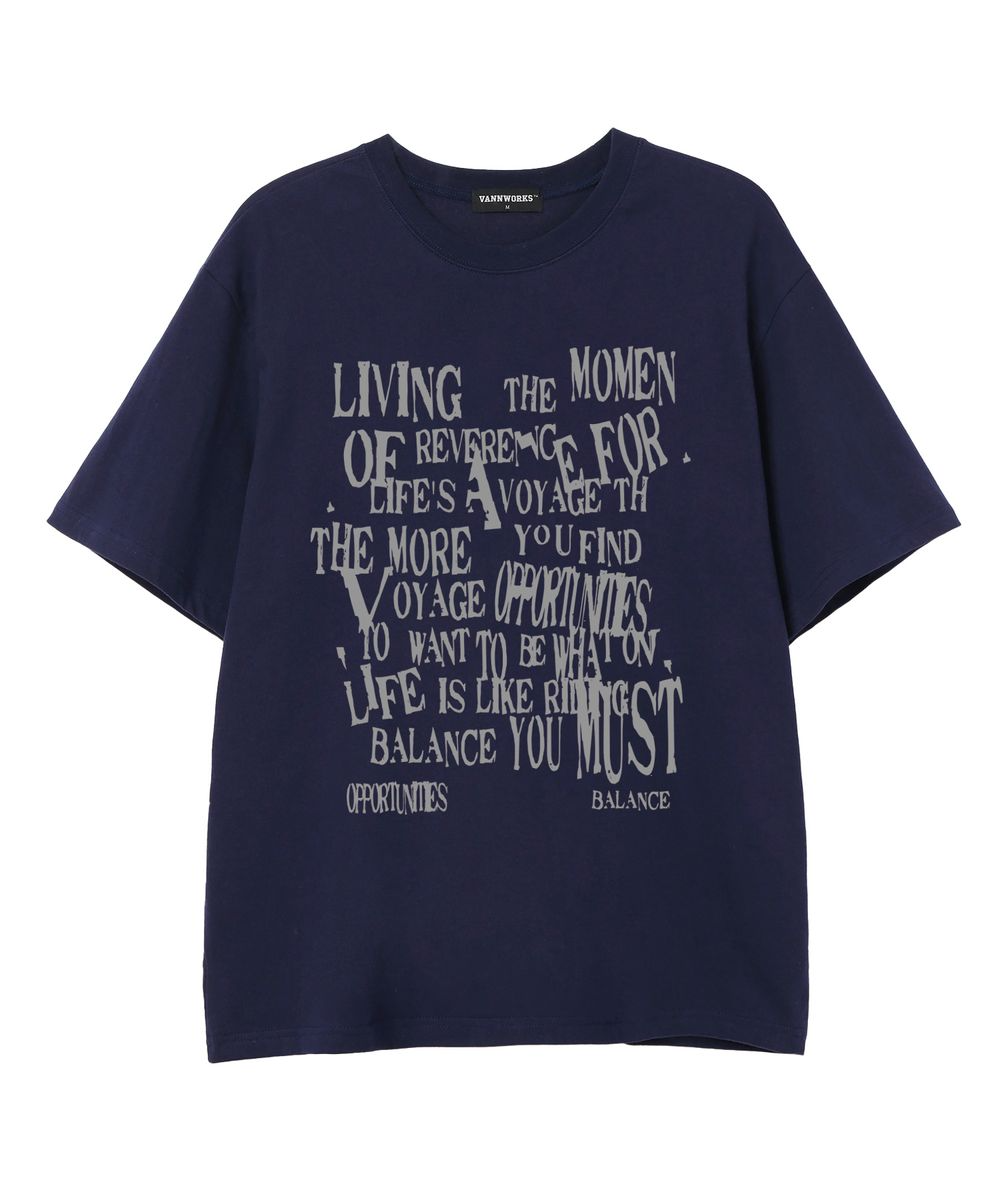 VANNWORKS™
M
LIVING THE MOMEN
OF REVERENCE FOR
LIFE'S A VOYAGE TH
THE MORE YOU FIND
VOYAGE OPPORTUNITIES
TO WANT TO BE WHAT ON
LIFE IS LIKE RIDING
BALANCE YOU MUST
OPPORTUNITIES BALANCE